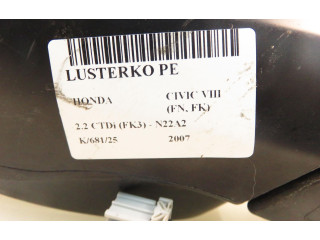 LUSTERKO PE
HONDA CIVIC VIII
(FN, FK)
2.2 CTDi (FK3) - N22A2
K/681/25 2007